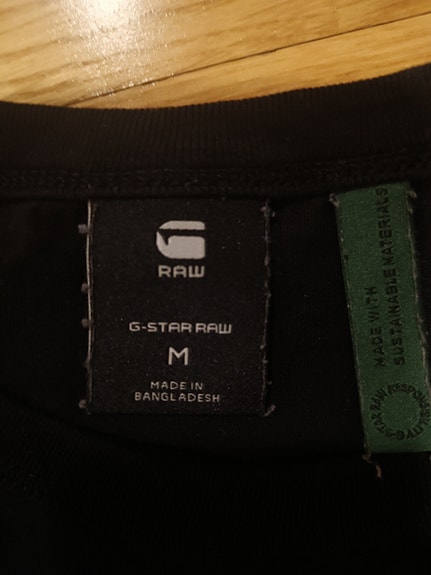 RAW
G-STAR RAW
M
MADE IN
BANGLADESH
MADE WITH
SUSTAINABLE MATERIALS